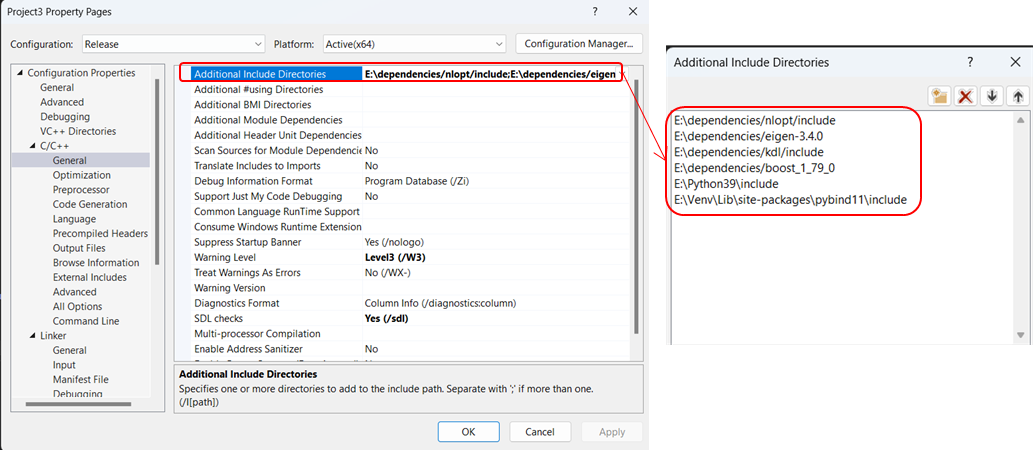 Project3 Property Pages
?
Configuration: Release Platform: Active(x64) Configuration Manager...
Configuration Properties
General
Advanced
Debugging
VC++ Directories
C/C++
General
Optimization
Preprocessor
Code Generation
Language
Precompiled Headers
Output Files
Browse Information
External Includes
Advanced
All Options
Command Line
Linker
General
Input
Manifest File
Debugging
Additional Include Directories E:\dependencies/nlopt/include;E:\dependencies/eigen
Additional #using Directories
Additional BMI Directories
Additional Module Dependencies
Additional Header Unit Dependencies
Scan Sources for Module Dependencie No
Translate Includes to Imports No
Debug Information Format Program Database (/Zi)
Support Just My Code Debugging No
Common Language RunTime Support
Consume Windows Runtime Extension
Suppress Startup Banner Yes (/nologo)
Warning Level Level3 (/W3)
Treat Warnings As Errors No (/WX-)
Warning Version
Diagnostics Format Column Info (/diagnostics:column)
SDL checks Yes (/sdl)
Multi-processor Compilation
Enable Address Sanitizer No
Additional Include Directories
Specifies one or more directories to add to the include path. Separate with ';' if more than one.
(/I[path])
OK Cancel Apply
Additional Include Directories
?
E:\dependencies/nlopt/include
E:\dependencies/eigen-3.4.0
E:\dependencies/kdl/include
E:\dependencies/boost_1_79_0
E:\Python39\include
E:\Venv\Lib\site-packages\pybind11\include